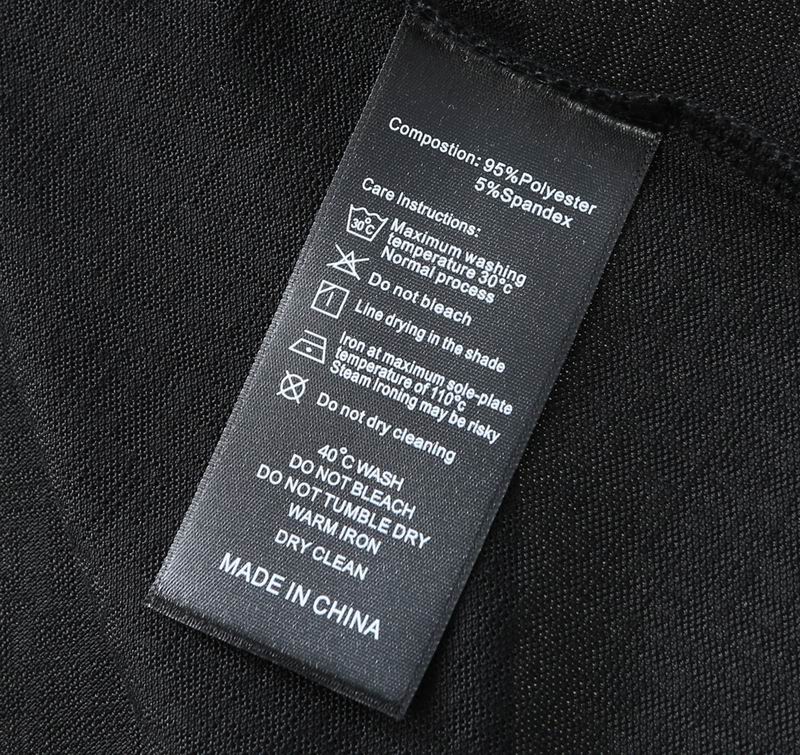 Compostion: 95%Polyester
5%Spandex
Care Instructions:
30°C
Maximum washing
temperature 30°c
Normal process
Do not bleach
Line drying in the shade
Iron at maximum sole-plate
temperature of 110°c
Steam Ironing may be risky
Do not dry cleaning
40°C WASH
DO NOT BLEACH
DO NOT TUMBLE DRY
WARM IRON
DRY CLEAN
MADE IN CHINA